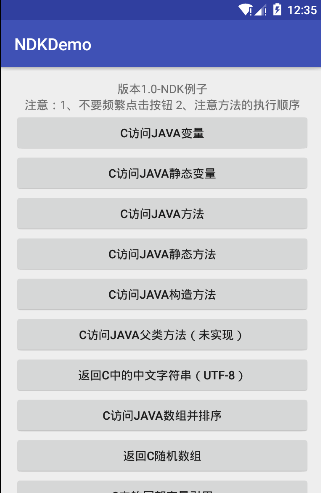 12:35
NDKDemo
版本1.0-NDK例子
注意：1、不要频繁点击按钮 2、注意方法的执行顺序
C访问JAVA变量
C访问JAVA静态变量
C访问JAVA方法
C访问JAVA静态方法
C访问JAVA构造方法
C访问JAVA父类方法（未实现）
返回C中的中文字符串（UTF-8）
C访问JAVA数组并排序
返回C随机数组